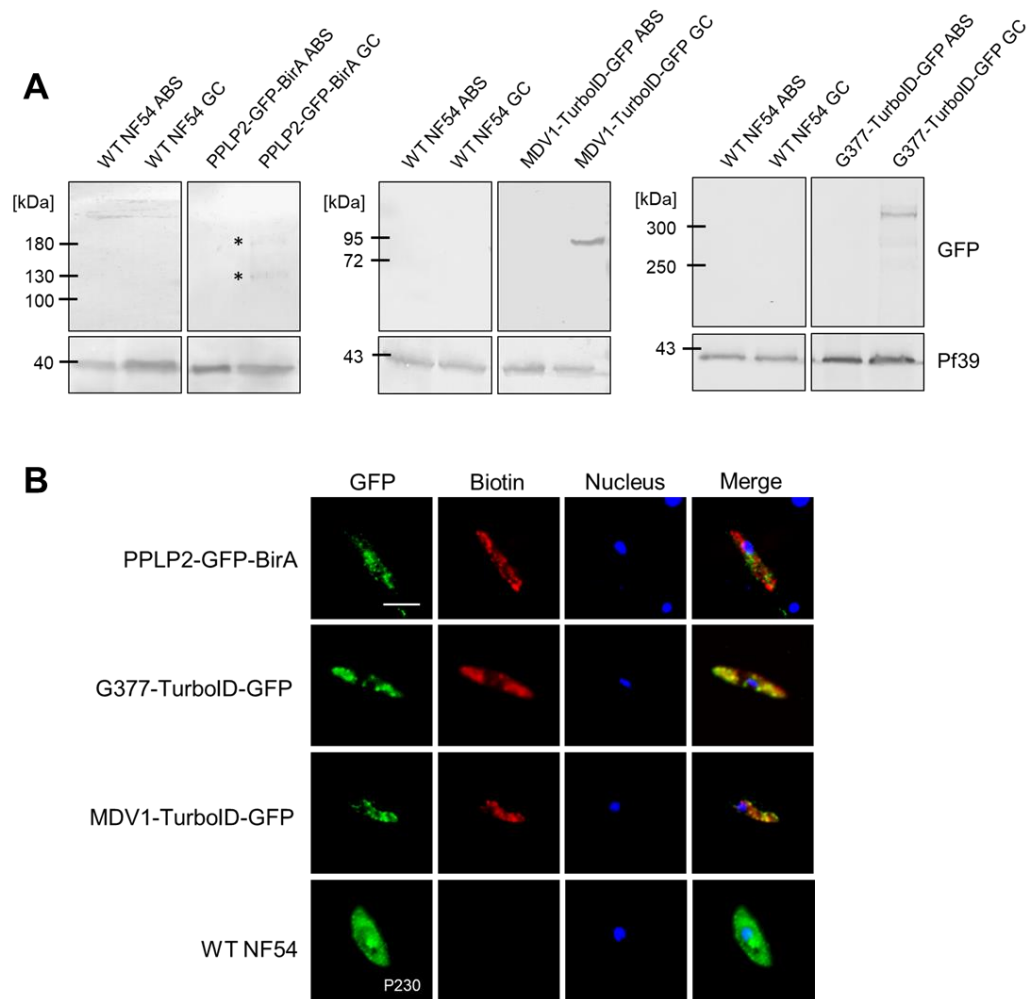 A
WT NF54 ABS
WT NF54 GC
PPLP2-GFP-BirA ABS
PPLP2-GFP-BirA GC
[kDa]
180
130
100
40
*
*
WT NF54 ABS
WT NF54 GC
MDV1-TurboID-GFP ABS
MDV1-TurboID-GFP GC
[kDa]
95
72
43
WT NF54 ABS
WT NF54 GC
G377-TurboID-GFP ABS
G377-TurboID-GFP GC
[kDa]
300
250
43
GFP
Pf39
B
GFP Biotin Nucleus Merge
PPLP2-GFP-BirA
G377-TurboID-GFP
MDV1-TurboID-GFP
WT NF54
P230